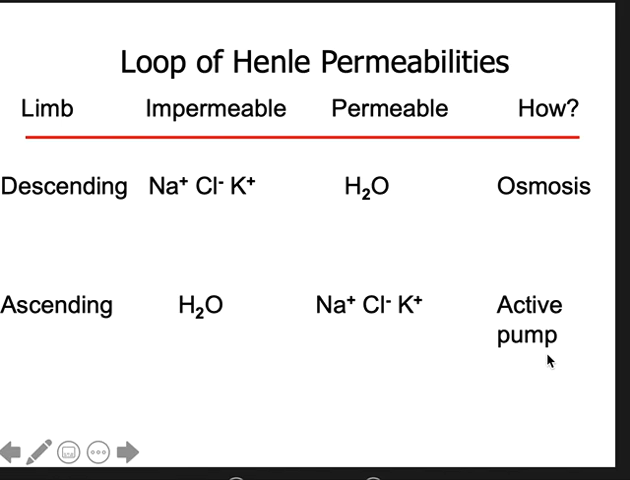 Loop of Henle Permeabilities
Limb Impermeable Permeable How?
Descending Na⁺ Cl⁻ K⁺ H₂O Osmosis
Ascending H₂O Na⁺ Cl⁻ K⁺ Active
pump